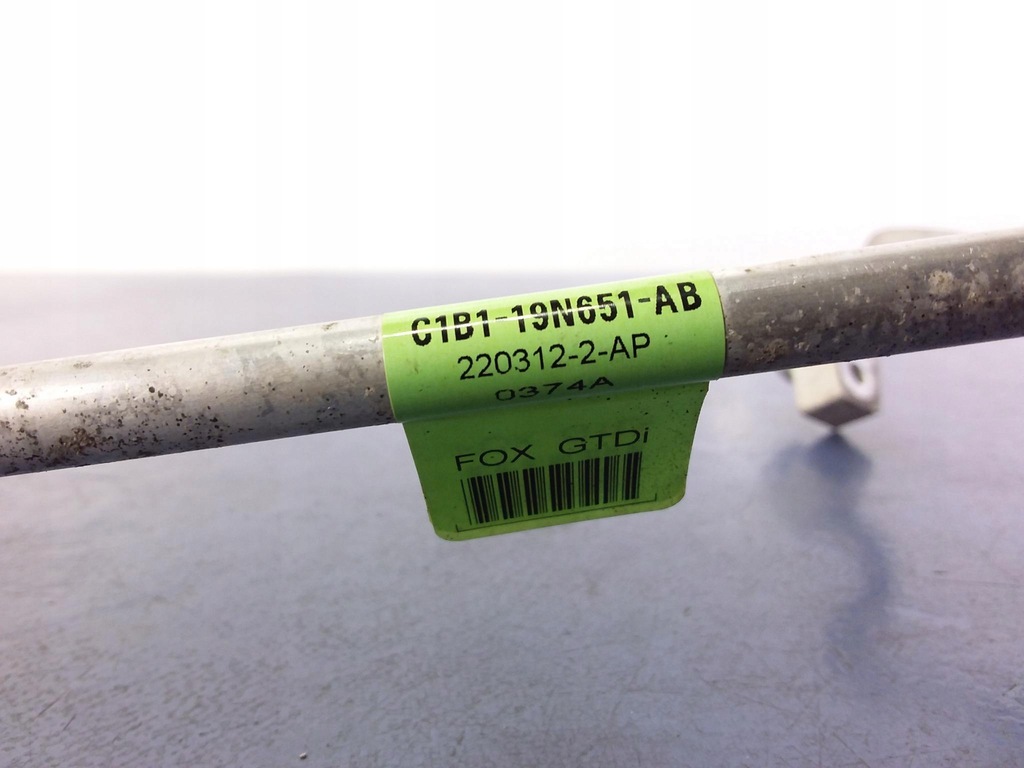 C1B1-19N651-AB
220312-2-AP
0374A
FOX GTDi